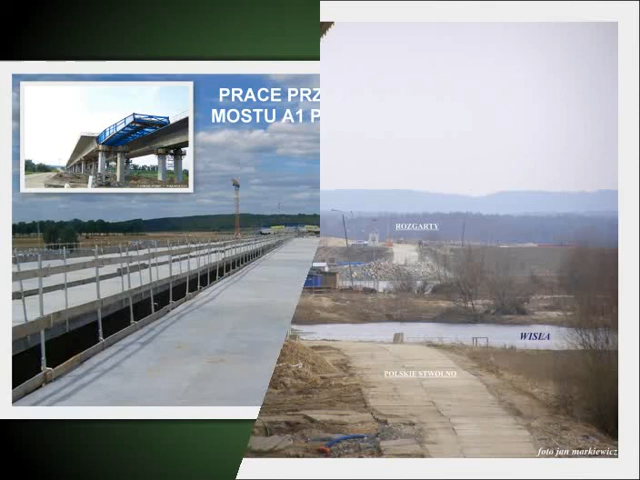 PRACE PRZ
MOSTU A1 P
ROZGARTY
WISŁA
POLSKIE STWOLNO
foto jan markiewicz